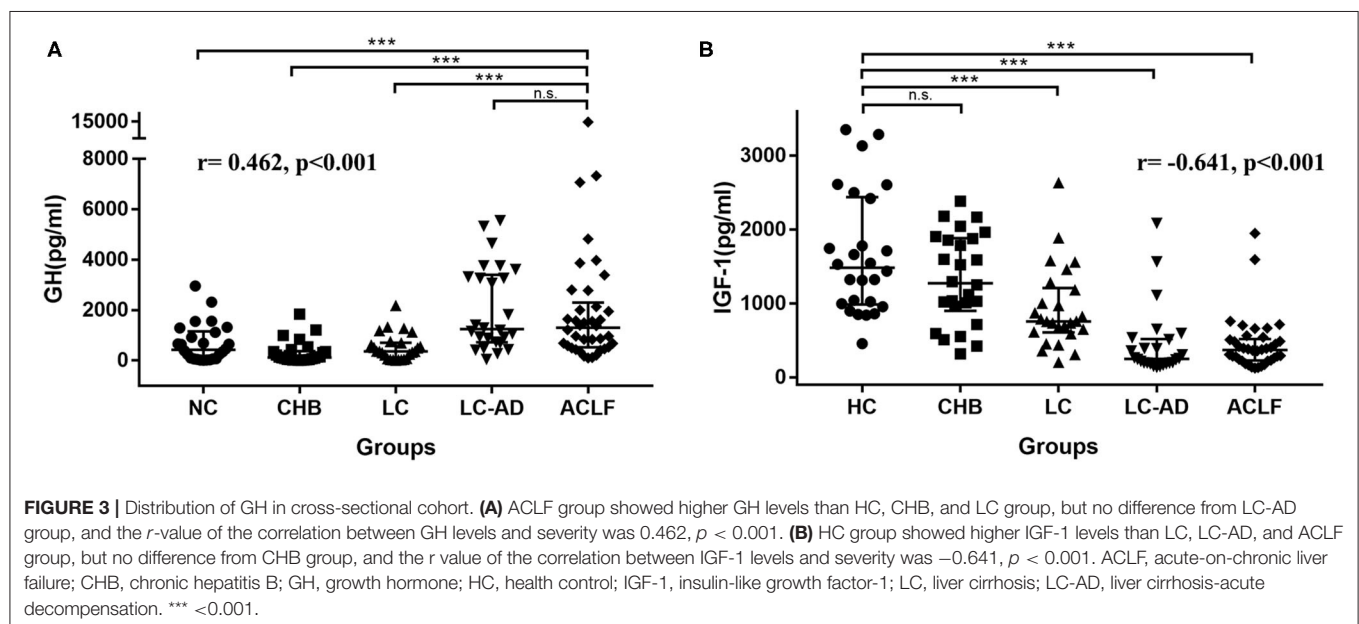 A
***
***
***
n.s.
15000
8000
6000
4000
2000
0
GH(pg/ml)
r= 0.462, p<0.001
NC CHB LC LC-AD ACLF
Groups
B
***
***
***
n.s.
3000
2000
1000
0
IGF-1(pg/ml)
r= -0.641, p<0.001
HC CHB LC LC-AD ACLF
Groups
FIGURE 3 | Distribution of GH in cross-sectional cohort. (A) ACLF group showed higher GH levels than HC, CHB, and LC group, but no difference from LC-AD
group, and the r-value of the correlation between GH levels and severity was 0.462, p < 0.001. (B) HC group showed higher IGF-1 levels than LC, LC-AD, and ACLF
group, but no difference from CHB group, and the r value of the correlation between IGF-1 levels and severity was −0.641, p < 0.001. ACLF, acute-on-chronic liver
failure; CHB, chronic hepatitis B; GH, growth hormone; HC, health control; IGF-1, insulin-like growth factor-1; LC, liver cirrhosis; LC-AD, liver cirrhosis-acute
decompensation. *** <0.001.